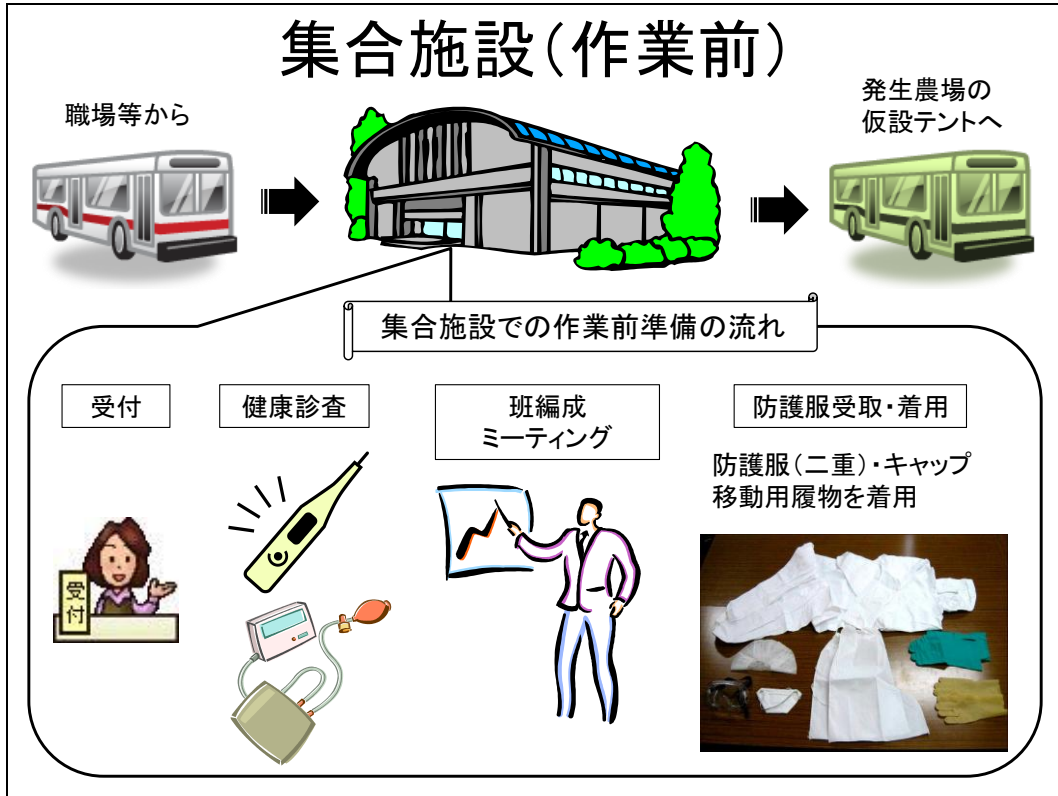 集合施設（作業前）
職場等から
発生農場の
仮設テントへ
集合施設での作業前準備の流れ
受付
健康診査
班編成
ミーティング
防護服受取・着用
防護服（二重）・キャップ
移動用履物を着用
受付